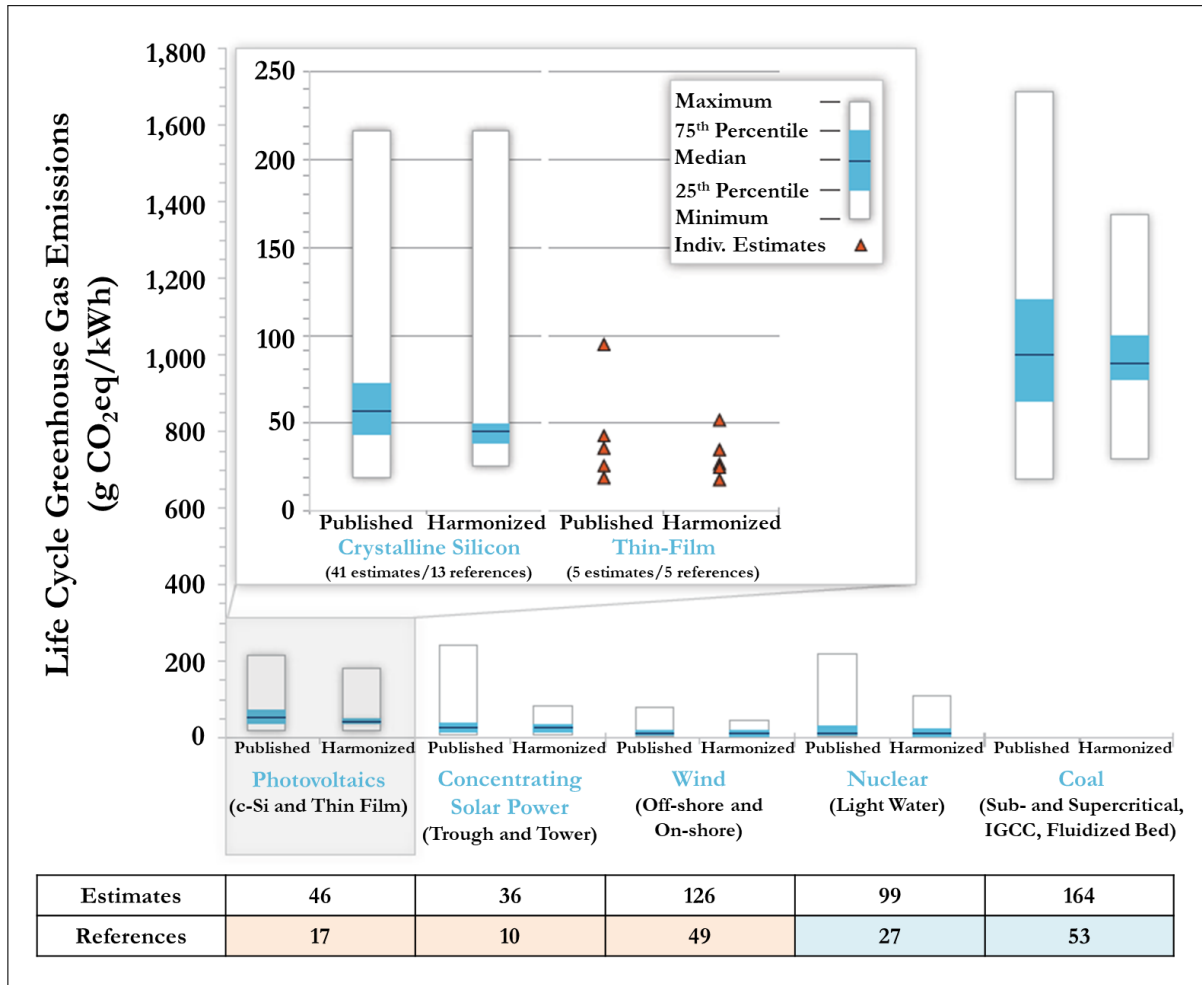 Life Cycle Greenhouse Gas Emissions
(g CO₂eq/kWh)
1,800
1,600
1,400
1,200
1,000
800
600
400
200
0
250
200
150
100
50
0
Maximum
75th Percentile
Median
25th Percentile
Minimum
Indiv. Estimates
Published Harmonized Published Harmonized
Crystalline Silicon Thin-Film
(41 estimates/13 references) (5 estimates/5 references)
Published Harmonized Published Harmonized Published Harmonized Published Harmonized Published Harmonized
Photovoltaics
(c-Si and Thin Film)
Concentrating
Solar Power
(Trough and Tower)
Wind
(Off-shore and
On-shore)
Nuclear
(Light Water)
Coal
(Sub- and Supercritical,
IGCC, Fluidized Bed)
Estimates 46 36 126 99 164
References 17 10 49 27 53